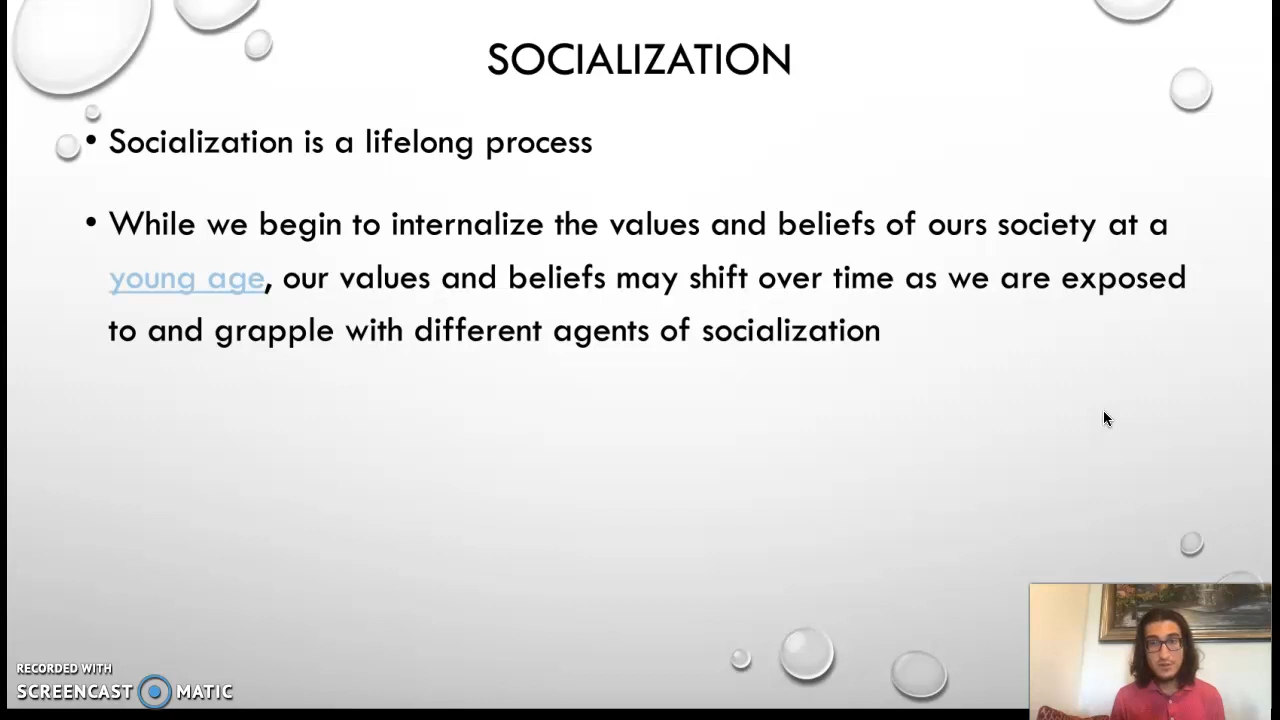 SOCIALIZATION
• Socialization is a lifelong process
• While we begin to internalize the values and beliefs of ours society at a
young age, our values and beliefs may shift over time as we are exposed
to and grapple with different agents of socialization
RECORDED WITH
SCREENCAST MATIC